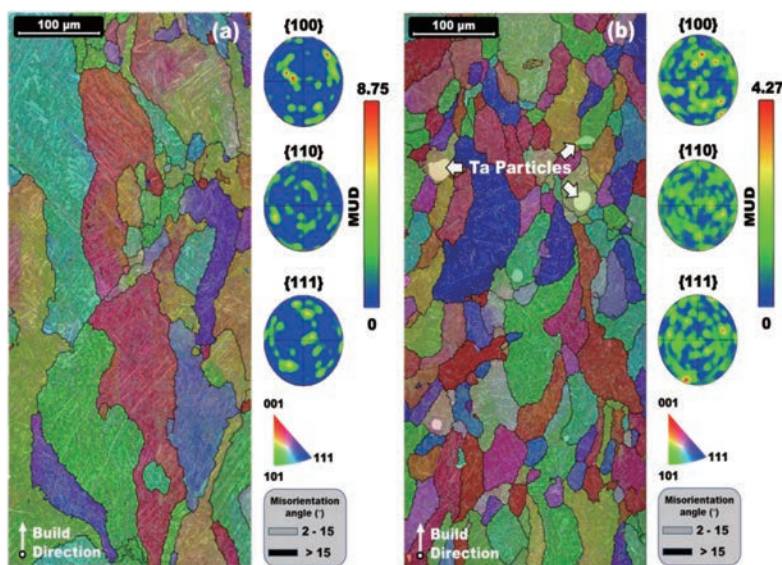 100 µm
(a)
{100}
8.75
{110}
MUD
{111}
0
001
111
101
Misorientation
angle (°)
2 - 15
> 15
Build
Direction
100 µm
(b)
{100}
4.27
Ta Particles
{110}
MUD
{111}
0
001
111
101
Misorientation
angle (°)
2 - 15
> 15
Build
Direction